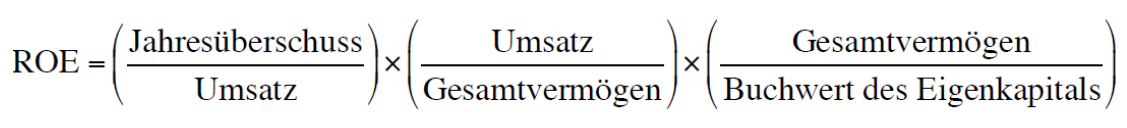 ROE = (Jahresüberschuss / Umsatz) × (Umsatz / Gesamtvermögen) × (Gesamtvermögen / Buchwert des Eigenkapitals)